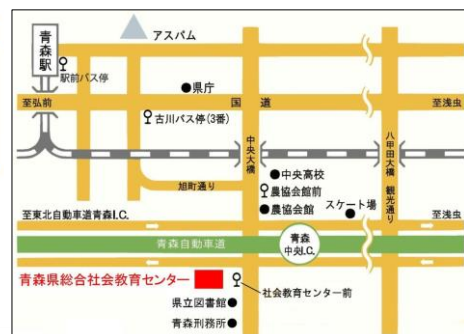 青森駅
アスパム
駅前バス停
県庁
至弘前
国道
至浅虫
古川バス停(3番)
中央大橋
八甲田大橋 観光通り
中央高校
旭町通り
農協会館前
農協会館
スケート場
至東北自動車道青森I.C.
至浅虫
青森自動車道
青森
中央I.C.
青森県総合社会教育センター
社会教育センター前
県立図書館
青森刑務所